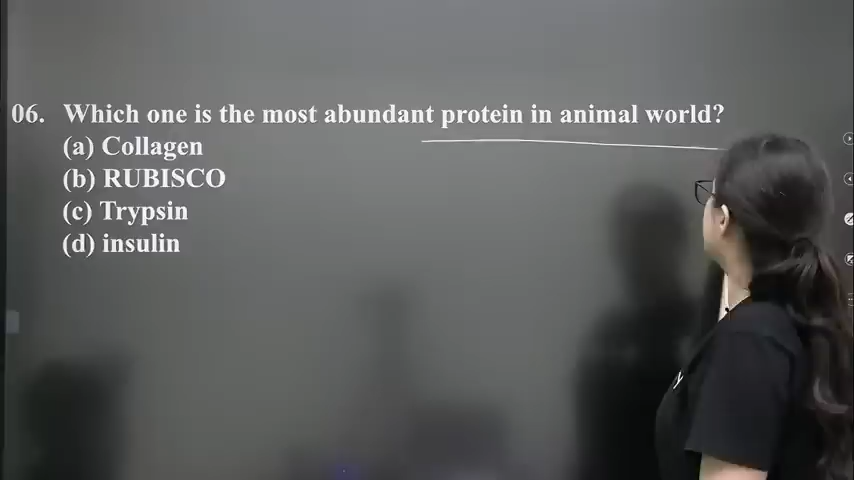 06. Which one is the most abundant protein in animal world?
(a) Collagen
(b) RUBISCO
(c) Trypsin
(d) insulin